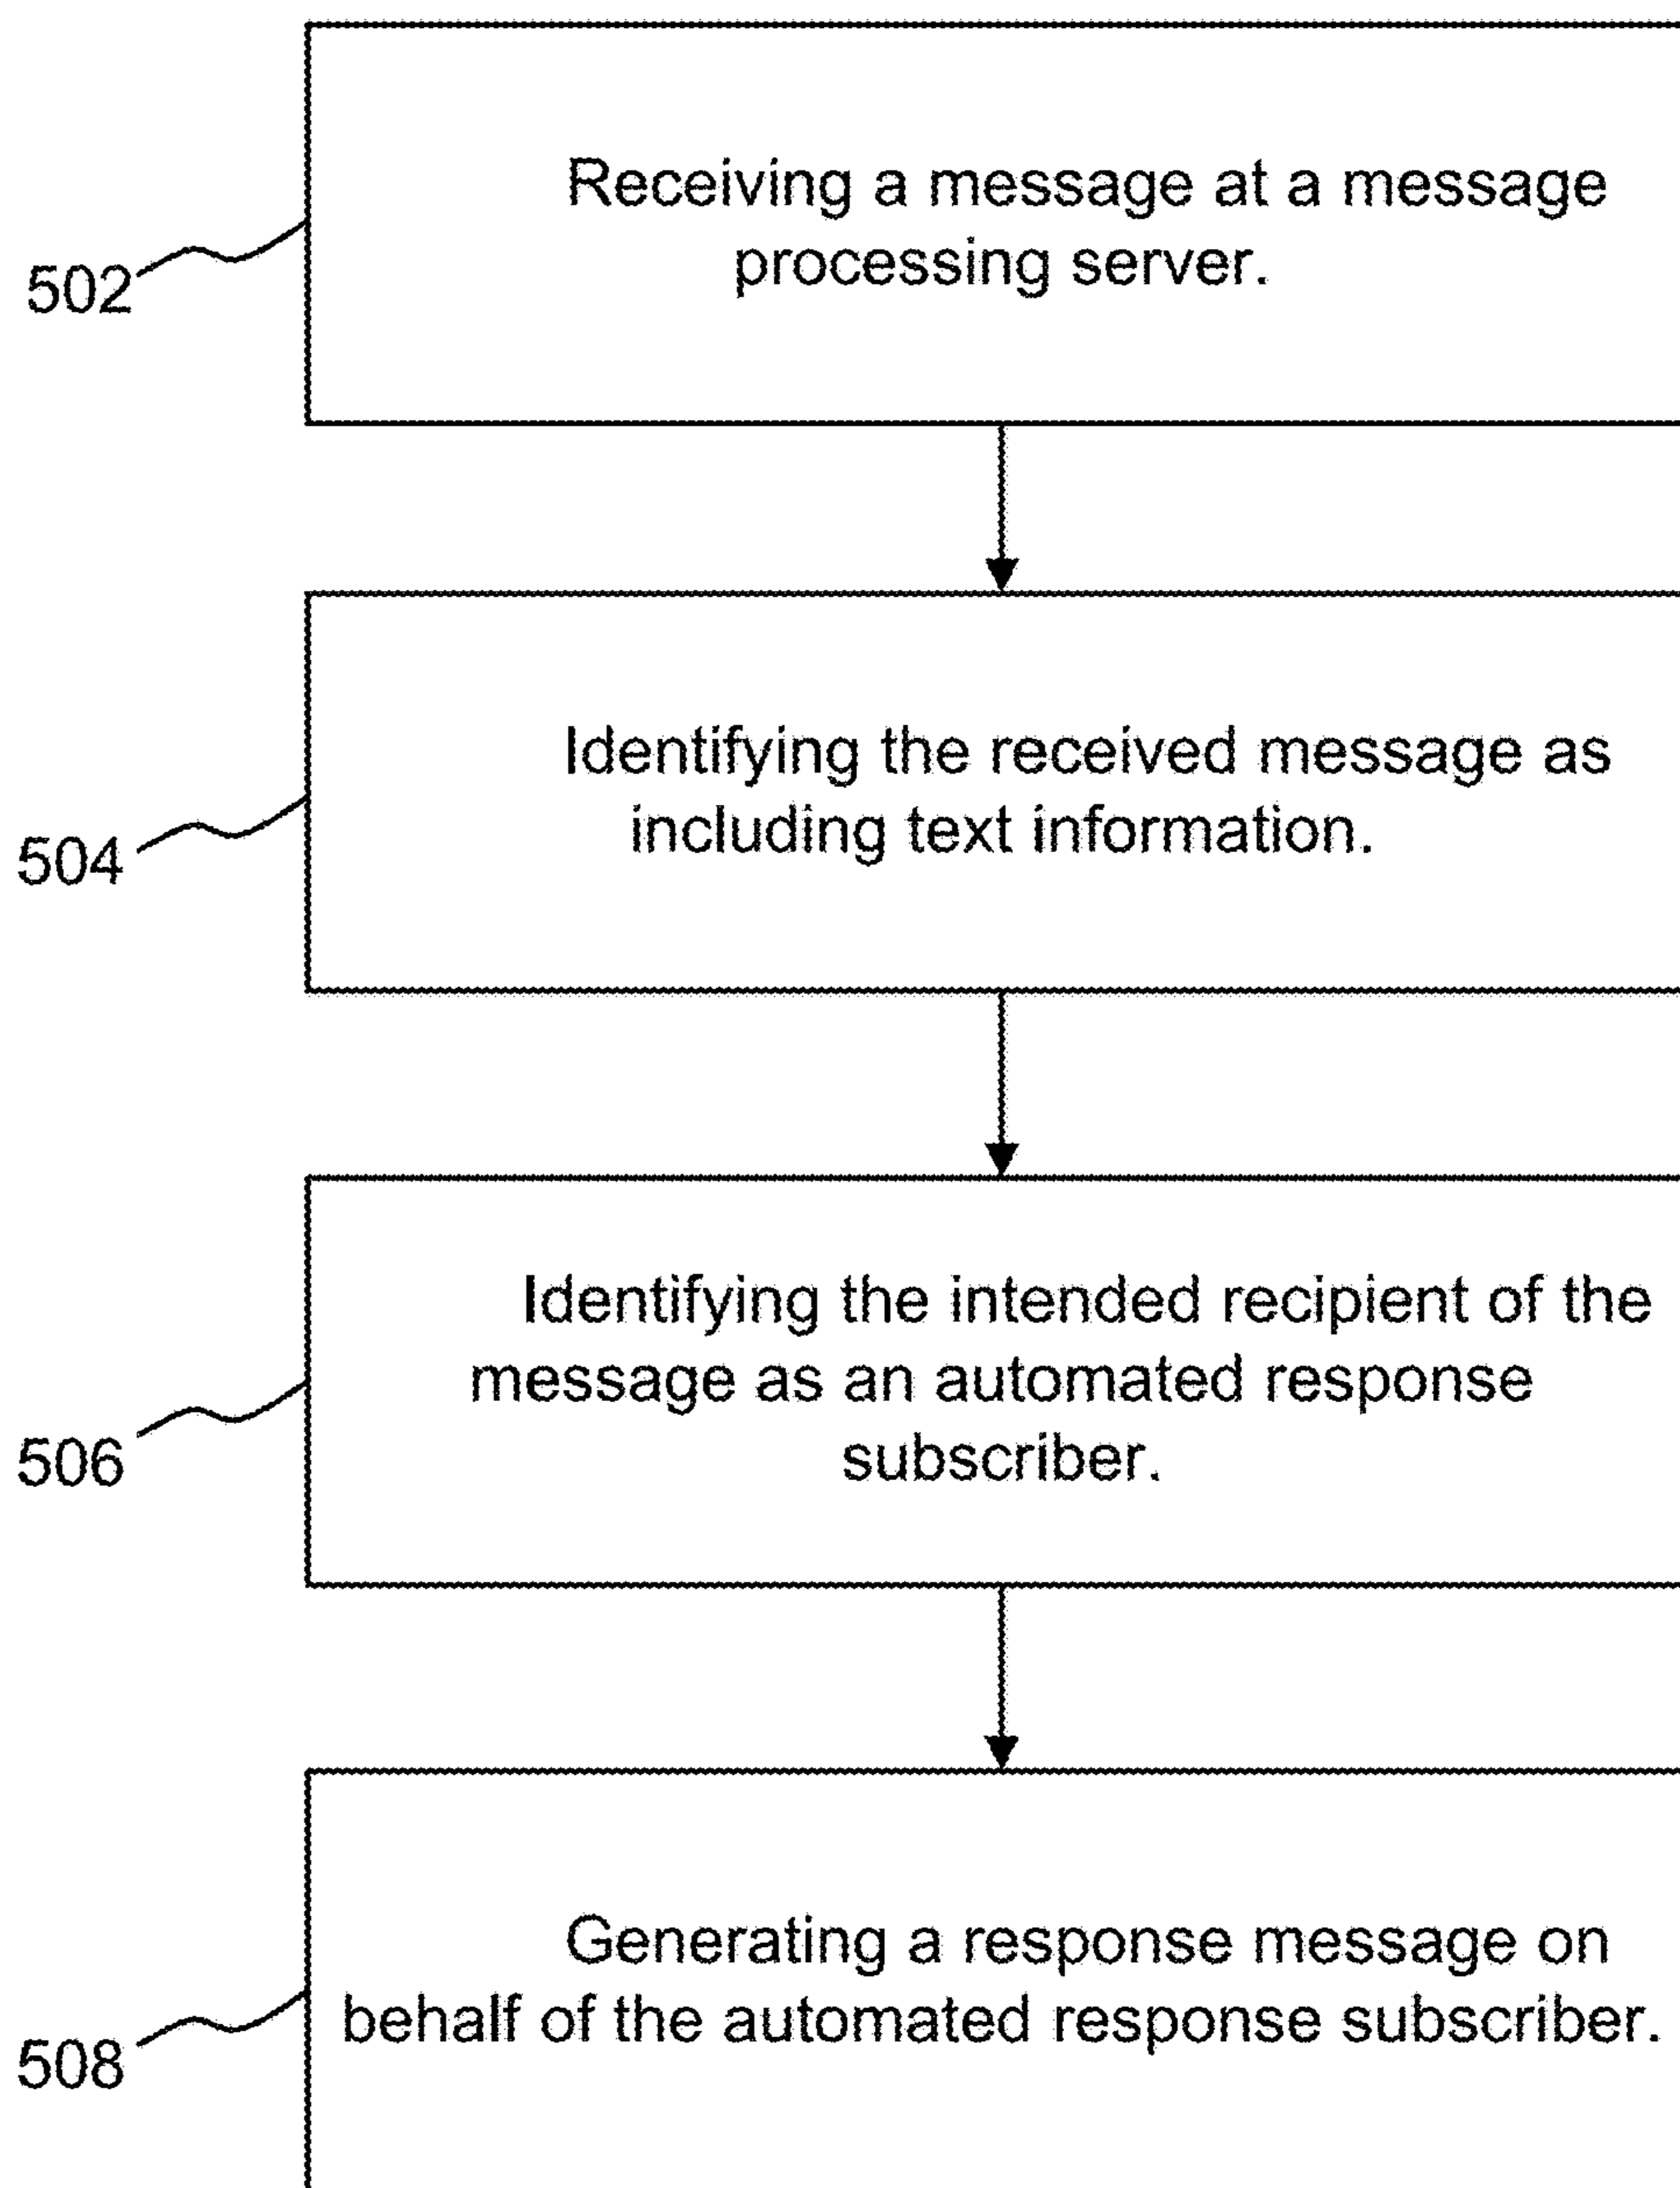 Receiving a message at a message
processing server.
502
Identifying the received message as
including text information.
504
Identifying the intended recipient of the
message as an automated response
subscriber.
506
Generating a response message on
behalf of the automated response subscriber.
508